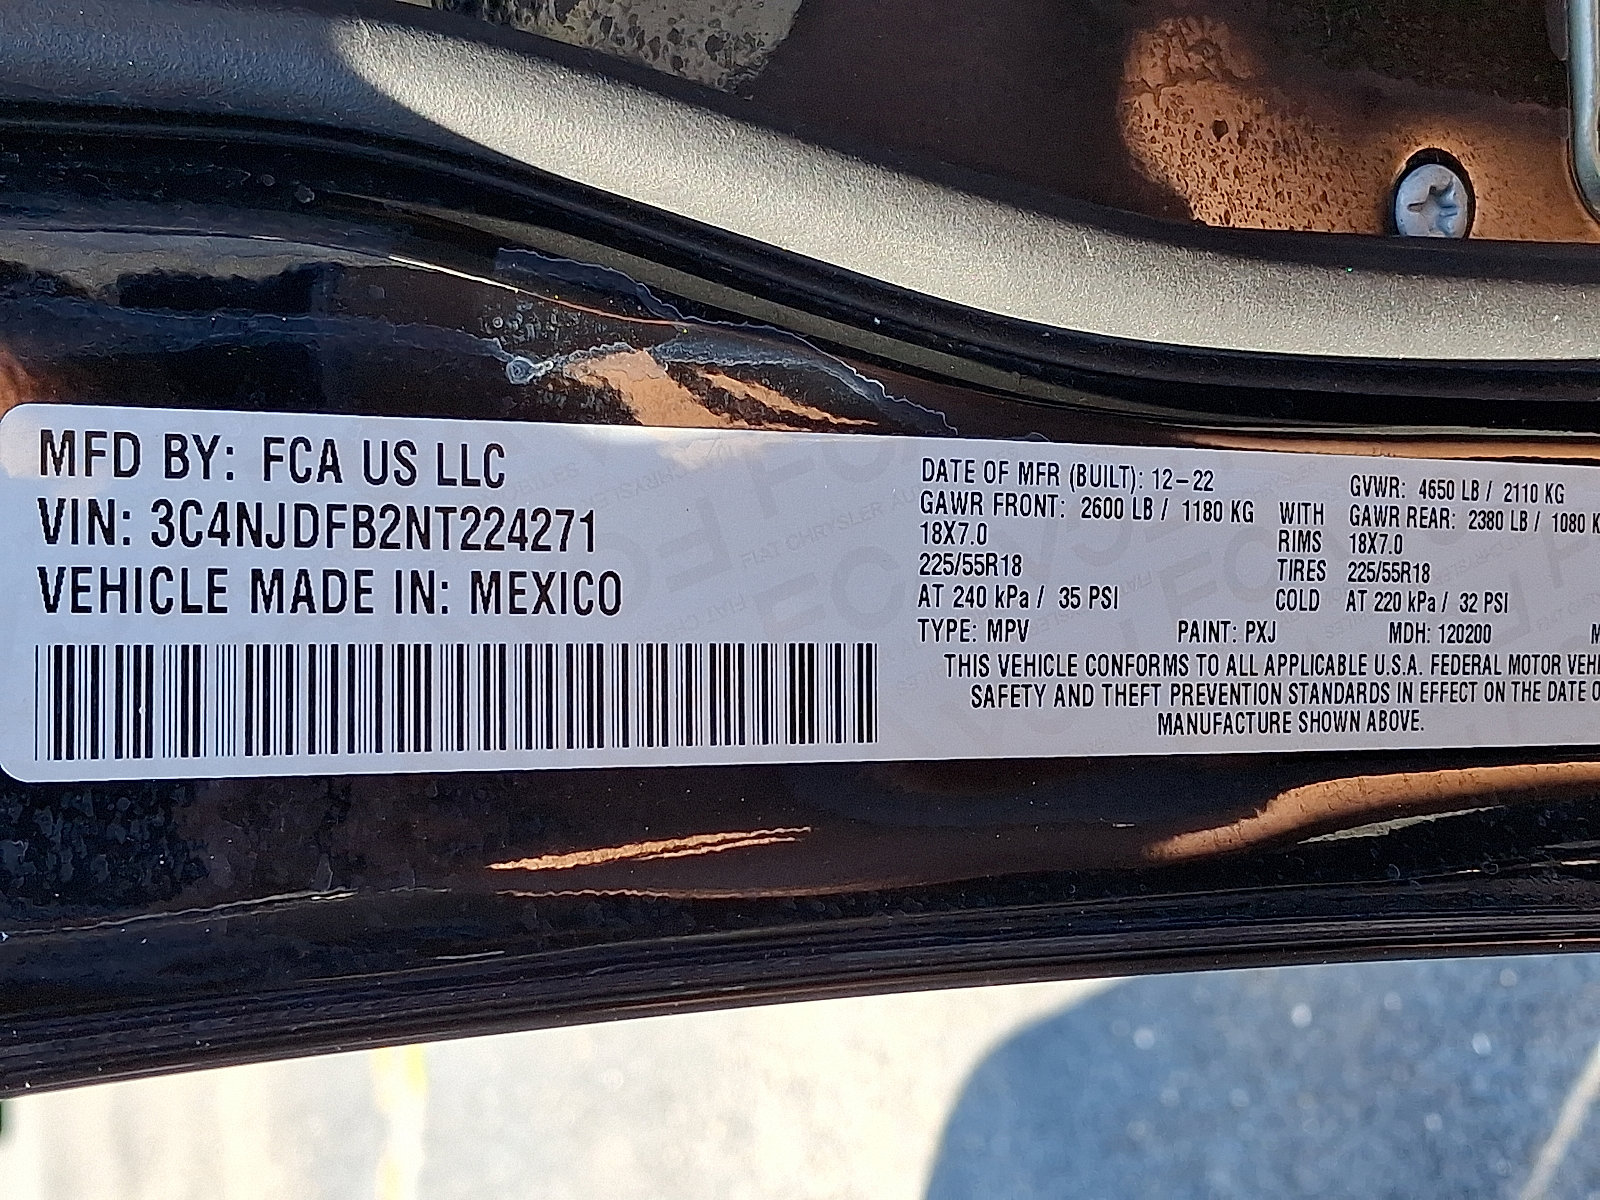 MFD BY: FCA US LLC
VIN: 3C4NJDFB2NT224271
VEHICLE MADE IN: MEXICO
DATE OF MFR (BUILT): 12-22 GVWR: 4650 LB / 2110 KG
GAWR FRONT: 2600 LB / 1180 KG WITH GAWR REAR: 2380 LB / 1080 K
18X7.0 RIMS 18X7.0
225/55R18 TIRES 225/55R18
AT 240 kPa / 35 PSI COLD AT 220 kPa / 32 PSI
TYPE: MPV PAINT: PXJ MDH: 120200 M
THIS VEHICLE CONFORMS TO ALL APPLICABLE U.S.A. FEDERAL MOTOR VEHI
SAFETY AND THEFT PREVENTION STANDARDS IN EFFECT ON THE DATE O
MANUFACTURE SHOWN ABOVE.